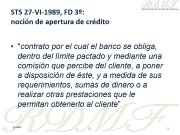 STS 27-VI-1989, FD 3º:
noción de apertura de crédito
• "contrato por el cual el banco se obliga,
dentro del límite pactado y mediante una
comisión que percibe del cliente, a poner
a disposición de éste, y a medida de sus
requerimientos, sumas de dinero o a
realizar otras prestaciones que le
permitan obtenerlo al cliente"
RDMF